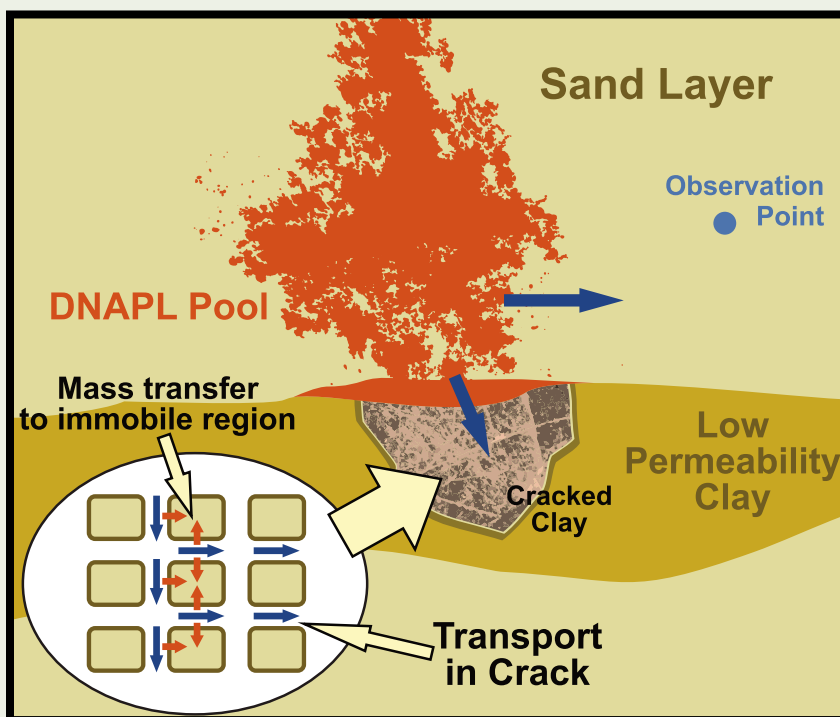 Sand Layer
Observation
Point
DNAPL Pool
Mass transfer
to immobile region
Low
Permeability
Clay
Cracked
Clay
Transport
in Crack